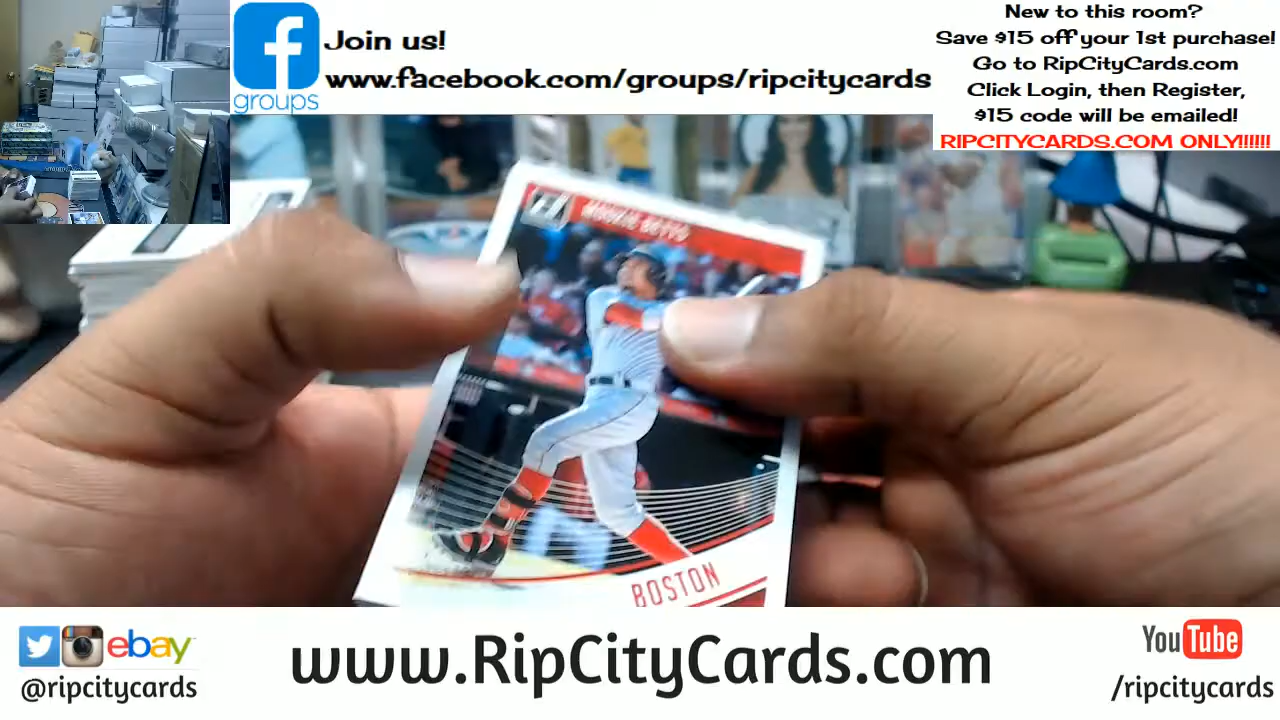 Join us!
www.facebook.com/groups/ripcitycards
f
groups
New to this room?
Save $15 off your 1st purchase!
Go to RipCityCards.com
Click Login, then Register,
$15 code will be emailed!
RIPCITYCARDS.COM ONLY!!!!!!
MOOKIE BETTS
BOSTON
ebay
@ripcitycards
www.RipCityCards.com
YouTube
/ripcitycards